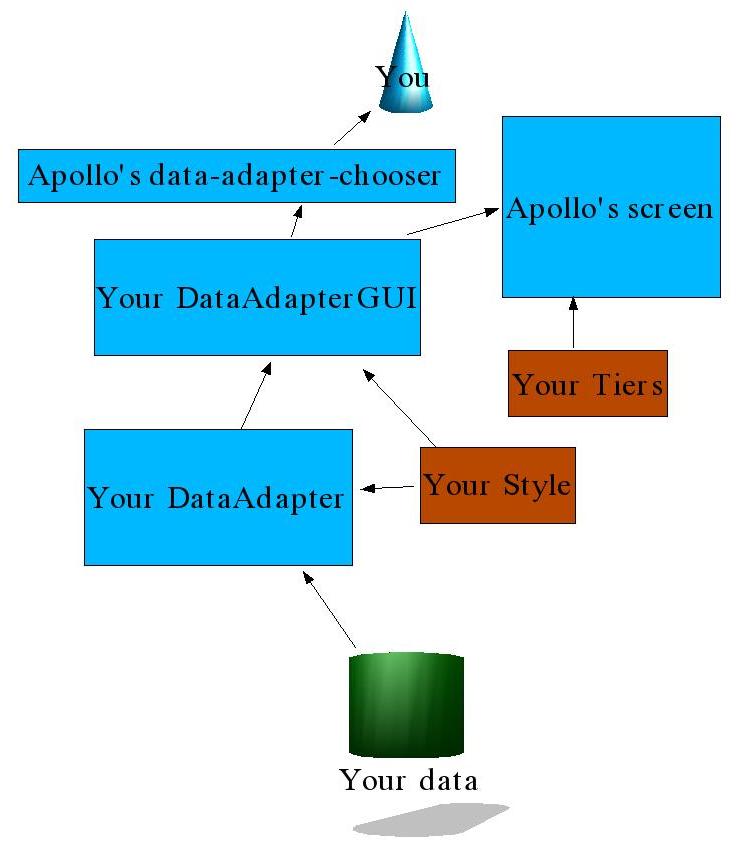 You
Apollo's data-adapter-chooser
Apollo's screen
Your DataAdapterGUI
Your Tiers
Your DataAdapter
Your Style
Your data